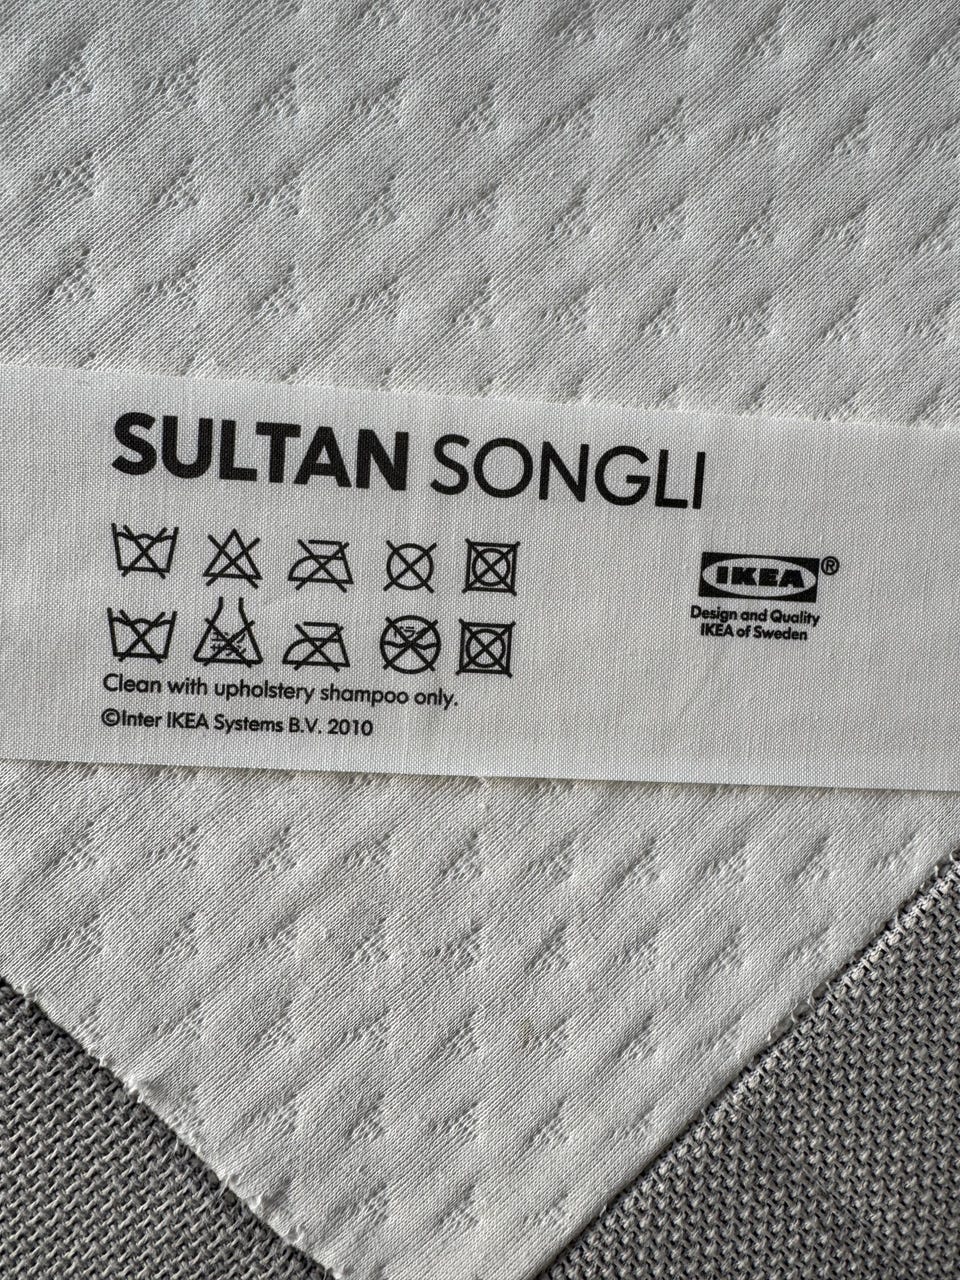 SULTAN SONGLI
IKEA®
Design and Quality
IKEA of Sweden
Clean with upholstery shampoo only.
©Inter IKEA Systems B.V. 2010